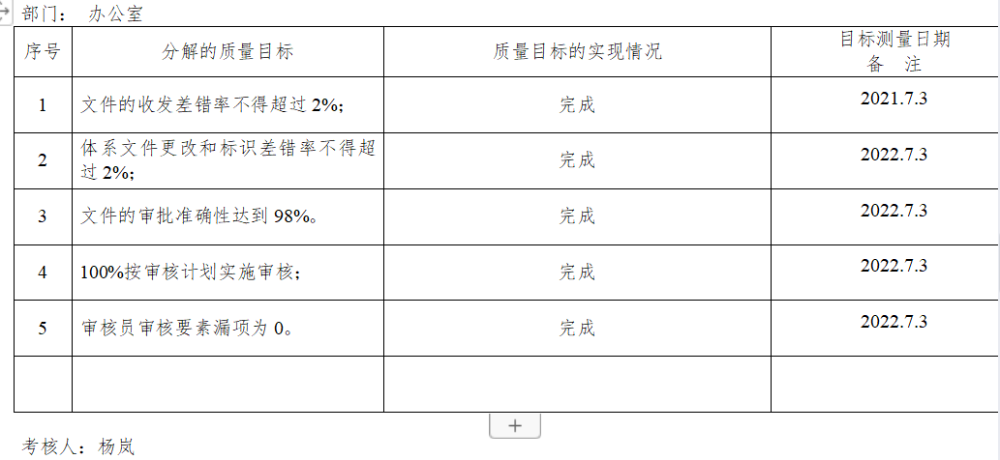 部门： 办公室
序号 分解的质量目标 质量目标的实现情况 目标测量日期
备 注
1 文件的收发差错率不得超过 2%； 完成 2021.7.3
2 体系文件更改和标识差错率不得超
过 2%； 完成 2022.7.3
3 文件的审批准确性达到 98%。 完成 2022.7.3
4 100%按审核计划实施审核； 完成 2022.7.3
5 审核员审核要素漏项为 0。 完成 2022.7.3
考核人：杨岚